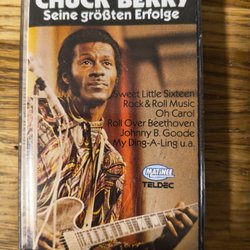 CHUCK BERRY
Seine größten Erfolge
Sweet Little Sixteen
Rock & Roll Music
Oh Carol
Roll Over Beethoven
Johnny B. Goode
My Ding-A-Ling u.a.
MATINÉE
TELDEC